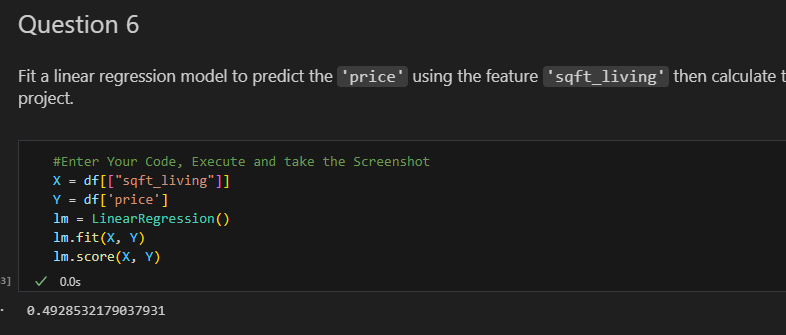 Question 6
Fit a linear regression model to predict the 'price' using the feature 'sqft_living' then calculate t
project.
#Enter Your Code, Execute and take the Screenshot
X = df[["sqft_living"]]
Y = df['price']
lm = LinearRegression()
lm.fit(X, Y)
lm.score(X, Y)
3] ✓ 0.0s
0.4928532179037931